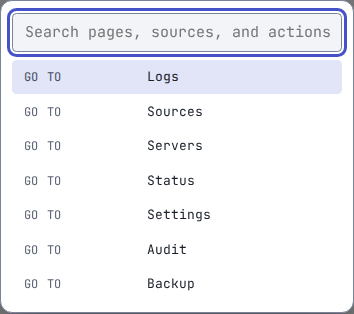 Search pages, sources, and actions
GO TO Logs
GO TO Sources
GO TO Servers
GO TO Status
GO TO Settings
GO TO Audit
GO TO Backup